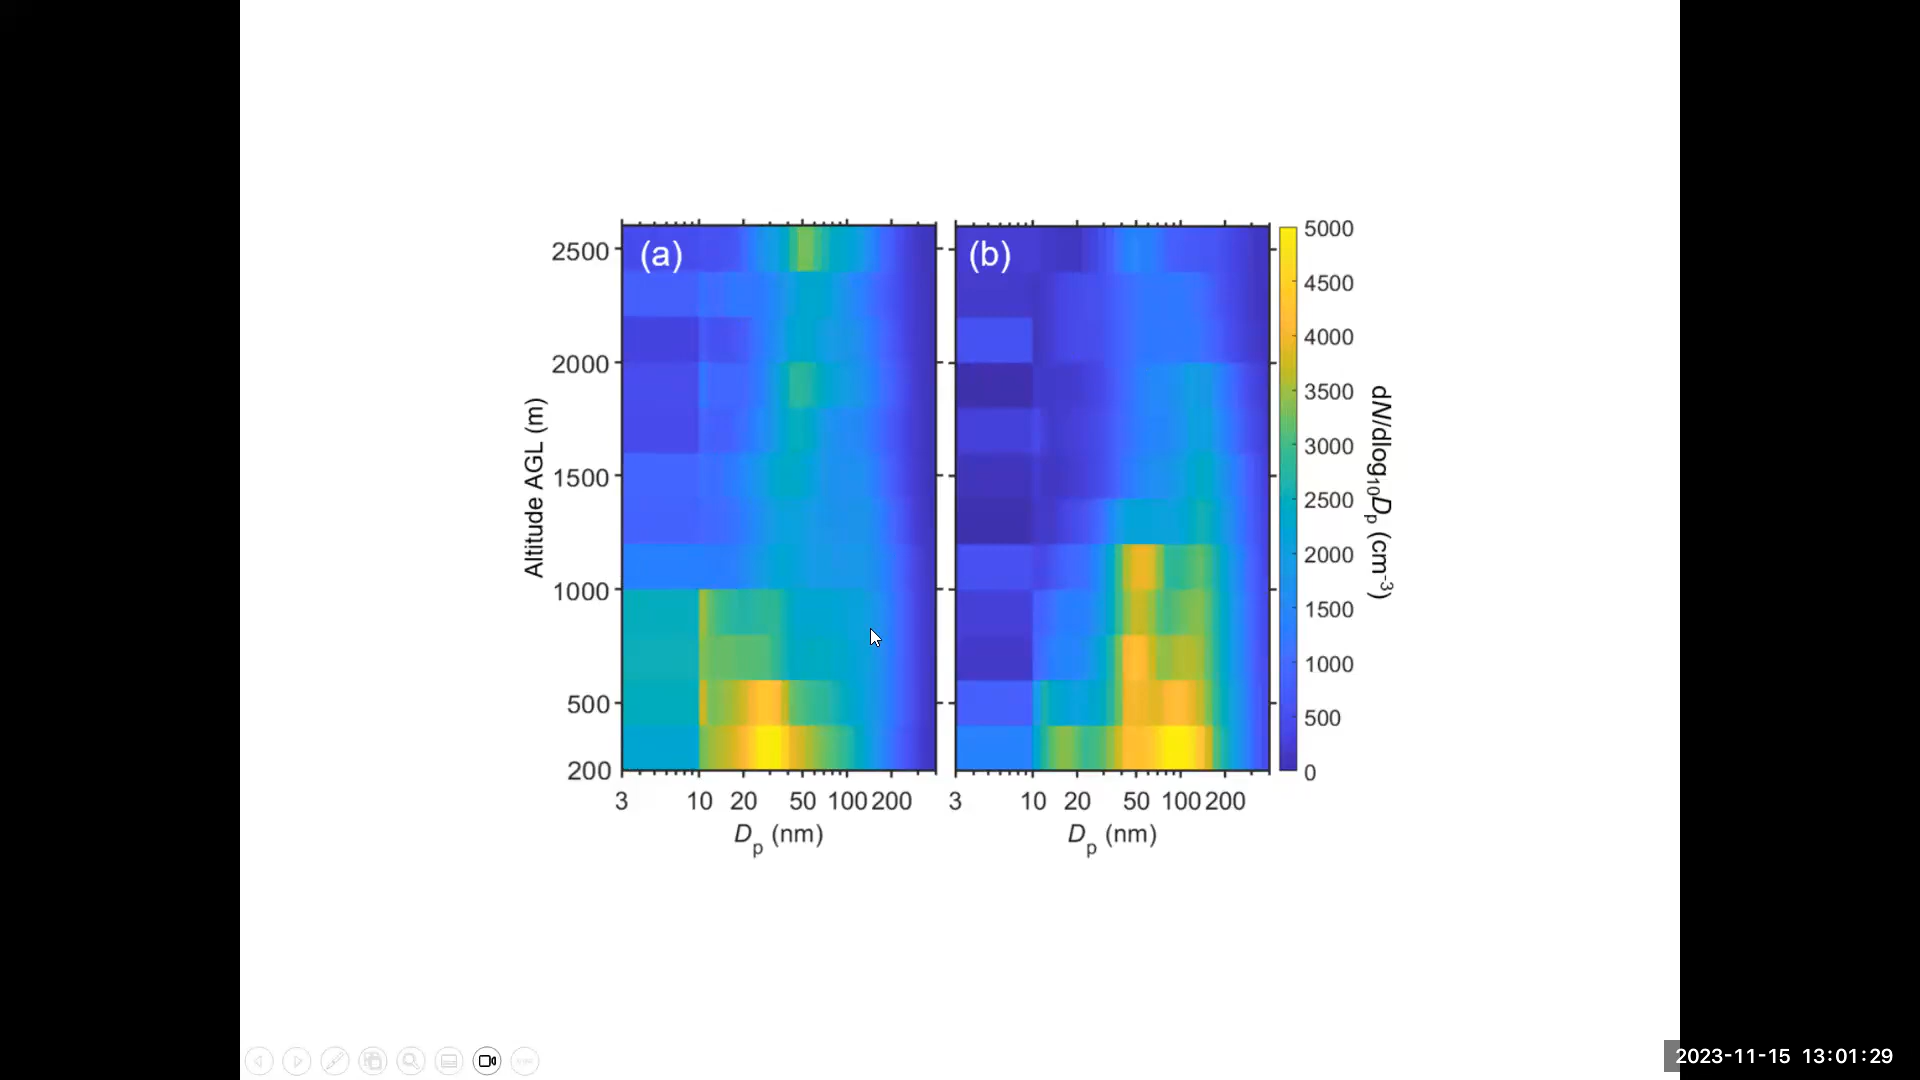 (a)
(b)
2500
2000
1500
1000
500
200
Altitude AGL (m)
3 10 20 50 100 200
3 10 20 50 100 200
Dp (nm)
Dp (nm)
5000
4500
4000
3500
3000
2500
2000
1500
1000
500
0
dN/dlog10Dp (cm-3)
2023-11-15 13:01:29